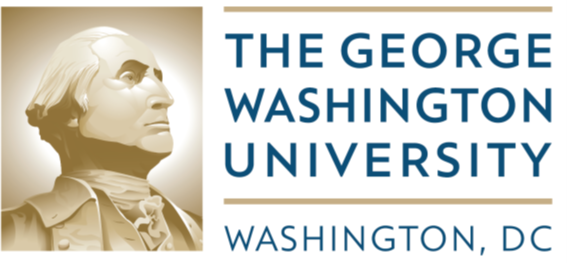 THE GEORGE
WASHINGTON
UNIVERSITY
WASHINGTON, DC